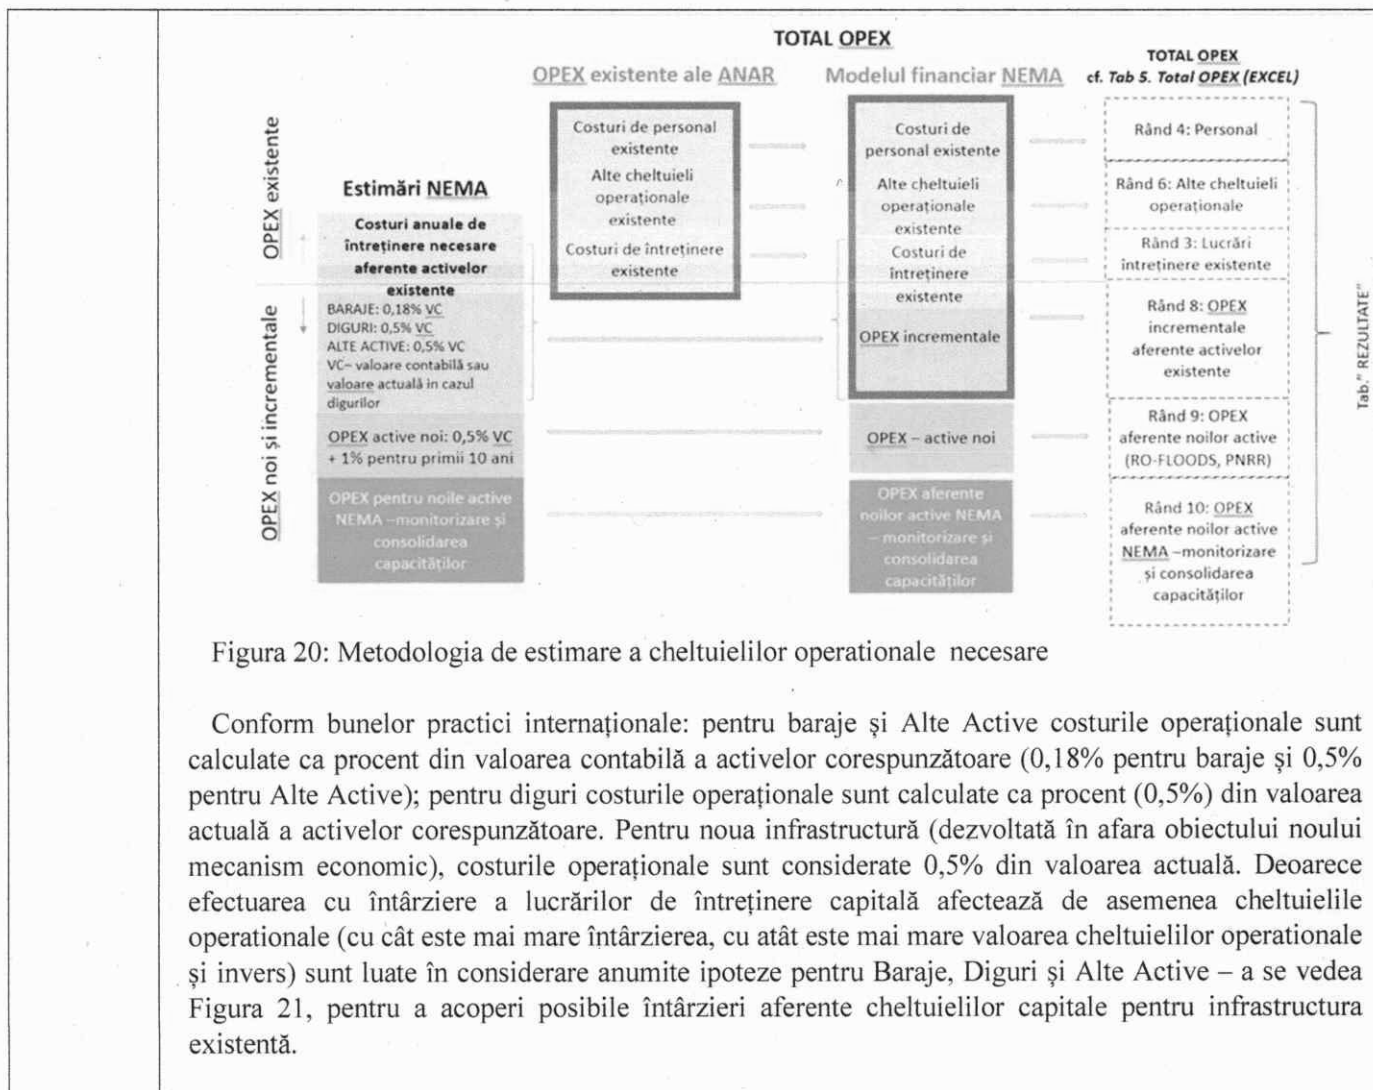 TOTAL OPEX
OPEX existente ale ANAR
Modelul financiar NEMA
TOTAL OPEX
cf. Tab 5. Total OPEX (EXCEL)
OPEX existente
OPEX noi și incrementale
Estimări NEMA
Costuri anuale de
întreținere necesare
aferente activelor
existente
BARAJE: 0,18% VC
DIGURI: 0,5% VC
ALTE ACTIVE: 0,5% VC
VC– valoare contabilă sau
valoare actuală in cazul
digurilor
OPEX active noi: 0,5% VC
+ 1% pentru primii 10 ani
OPEX pentru noile active
NEMA –monitorizare și
consolidarea
capacităților
Costuri de personal
existente
Alte cheltuieli
operaționale
existente
Costuri de întreținere
existente
Costuri de
personal existente
Alte cheltuieli
operaționale
existente
Costuri de
întreținere
existente
OPEX incrementale
OPEX – active noi
OPEX aferente
noilor active NEMA
– monitorizare și
consolidarea
capacităților
Rând 4: Personal
Rând 6: Alte cheltuieli
operaționale
Rând 3: Lucrări
întreținere existente
Rând 8: OPEX
incrementale
aferente activelor
existente
Rând 9: OPEX
aferente noilor active
(RO-FLOODS, PNRR)
Rând 10: OPEX
aferente noilor active
NEMA –monitorizare
și consolidarea
capacităților
Tab." REZULTATE"
Figura 20: Metodologia de estimare a cheltuielilor operationale necesare
Conform bunelor practici internaționale: pentru baraje și Alte Active costurile operaționale sunt
calculate ca procent din valoarea contabilă a activelor corespunzătoare (0,18% pentru baraje și 0,5%
pentru Alte Active); pentru diguri costurile operaționale sunt calculate ca procent (0,5%) din valoarea
actuală a activelor corespunzătoare. Pentru noua infrastructură (dezvoltată în afara obiectului noului
mecanism economic), costurile operaționale sunt considerate 0,5% din valoarea actuală. Deoarece
efectuarea cu întârziere a lucrărilor de întreținere capitală afectează de asemenea cheltuielile
operationale (cu cât este mai mare întârzierea, cu atât este mai mare valoarea cheltuielilor operationale
și invers) sunt luate în considerare anumite ipoteze pentru Baraje, Diguri și Alte Active – a se vedea
Figura 21, pentru a acoperi posibile întârzieri aferente cheltuielilor capitale pentru infrastructura
existentă.